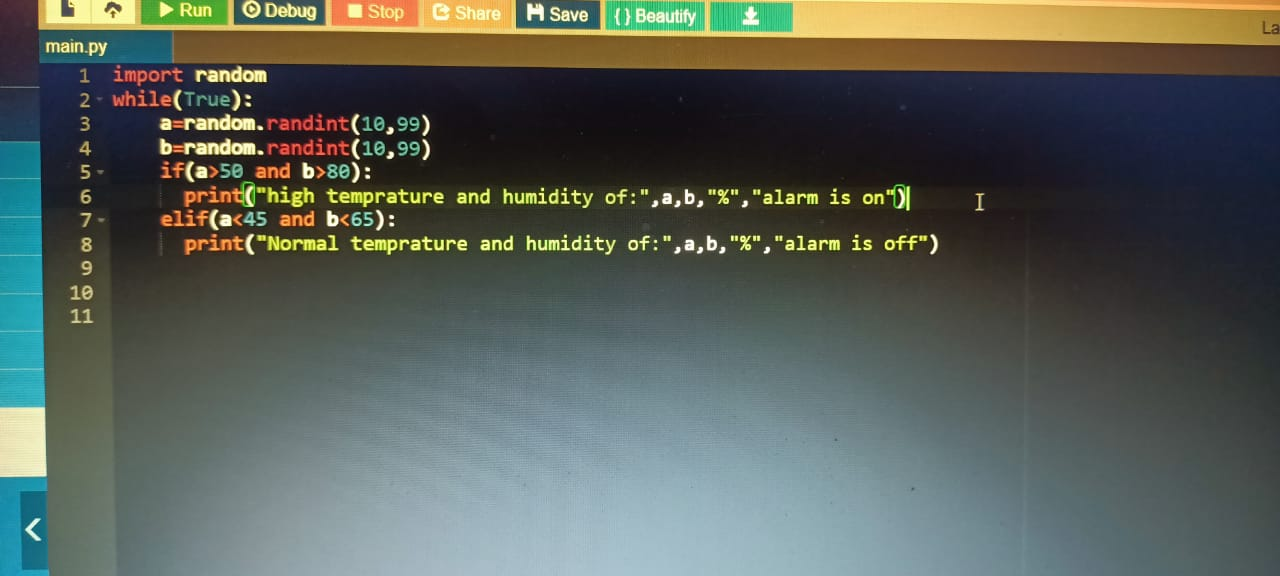 Run Debug Stop Share Save { } Beautify
La
main.py
1 import random
2 while(True):
3     a=random.randint(10,99)
4     b=random.randint(10,99)
5     if(a>50 and b>80):
6       print("high temprature and humidity of:",a,b,"%","alarm is on")
7     elif(a<45 and b<65):
8       print("Normal temprature and humidity of:",a,b,"%","alarm is off")
9
10
11